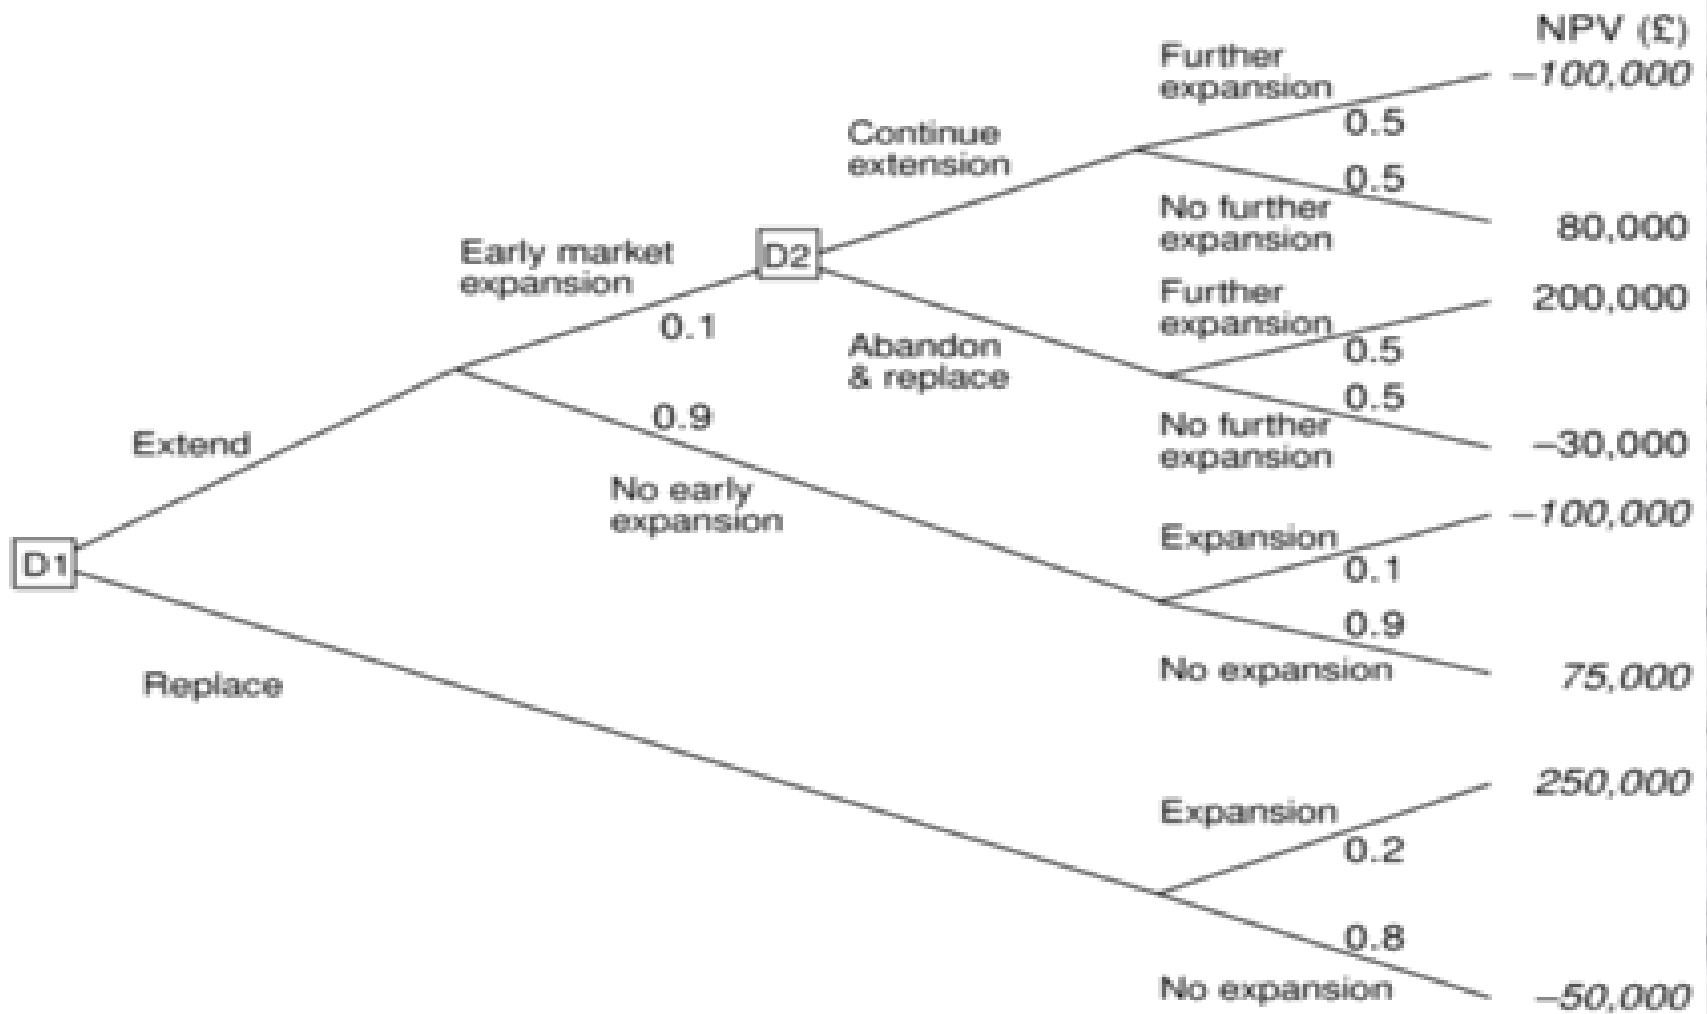 NPV (£)
Further
expansion
–100,000
0.5
Continue
extension
0.5
No further
expansion
80,000
Early market
expansion
D2
0.1
Further
expansion
200,000
0.5
Abandon
& replace
0.5
No further
expansion
–30,000
0.9
Extend
No early
expansion
–100,000
Expansion
0.1
D1
0.9
No expansion
75,000
Replace
250,000
Expansion
0.2
0.8
No expansion
–50,000